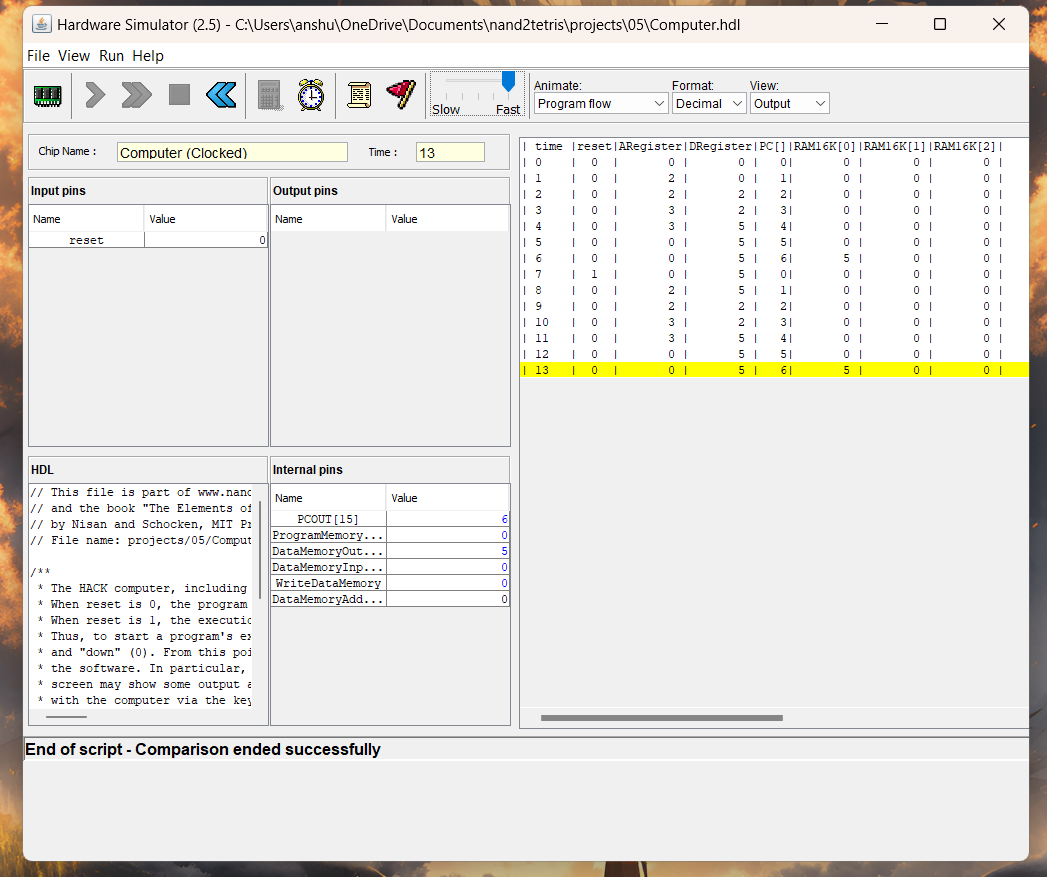 Hardware Simulator (2.5) - C:\Users\anshu\OneDrive\Documents\nand2tetris\projects\05\Computer.hdl
File View Run Help
Slow Fast
Animate: Format: View:
Program flow Decimal Output
Chip Name : Computer (Clocked) Time : 13
Input pins
Name Value
reset 0
Output pins
Name Value
HDL
// This file is part of www.nand
// and the book "The Elements of
// by Nisan and Schocken, MIT Pr
// File name: projects/05/Comput
/**
* The HACK computer, including
* When reset is 0, the program
* When reset is 1, the executic
* Thus, to start a program's ex
* and "down" (0). From this poi
* the software. In particular,
* screen may show some output a
* with the computer via the key
Internal pins
Name Value
PCOUT[15] 6
ProgramMemory... 0
DataMemoryOut... 5
DataMemoryInp... 0
WriteDataMemory 0
DataMemoryAdd... 0
| time |reset|ARegister|DRegister|PC[]|RAM16K[0]|RAM16K[1]|RAM16K[2]|
| 0 | 0 | 0 | 0 | 0| 0 | 0 | 0 |
| 1 | 0 | 2 | 0 | 1| 0 | 0 | 0 |
| 2 | 0 | 2 | 2 | 2| 0 | 0 | 0 |
| 3 | 0 | 3 | 2 | 3| 0 | 0 | 0 |
| 4 | 0 | 3 | 5 | 4| 0 | 0 | 0 |
| 5 | 0 | 0 | 5 | 5| 0 | 0 | 0 |
| 6 | 0 | 0 | 5 | 6| 5 | 0 | 0 |
| 7 | 1 | 0 | 5 | 0| 0 | 0 | 0 |
| 8 | 0 | 2 | 5 | 1| 0 | 0 | 0 |
| 9 | 0 | 2 | 2 | 2| 0 | 0 | 0 |
| 10 | 0 | 3 | 2 | 3| 0 | 0 | 0 |
| 11 | 0 | 3 | 5 | 4| 0 | 0 | 0 |
| 12 | 0 | 0 | 5 | 5| 0 | 0 | 0 |
| 13 | 0 | 0 | 5 | 6| 5 | 0 | 0 |
End of script - Comparison ended successfully